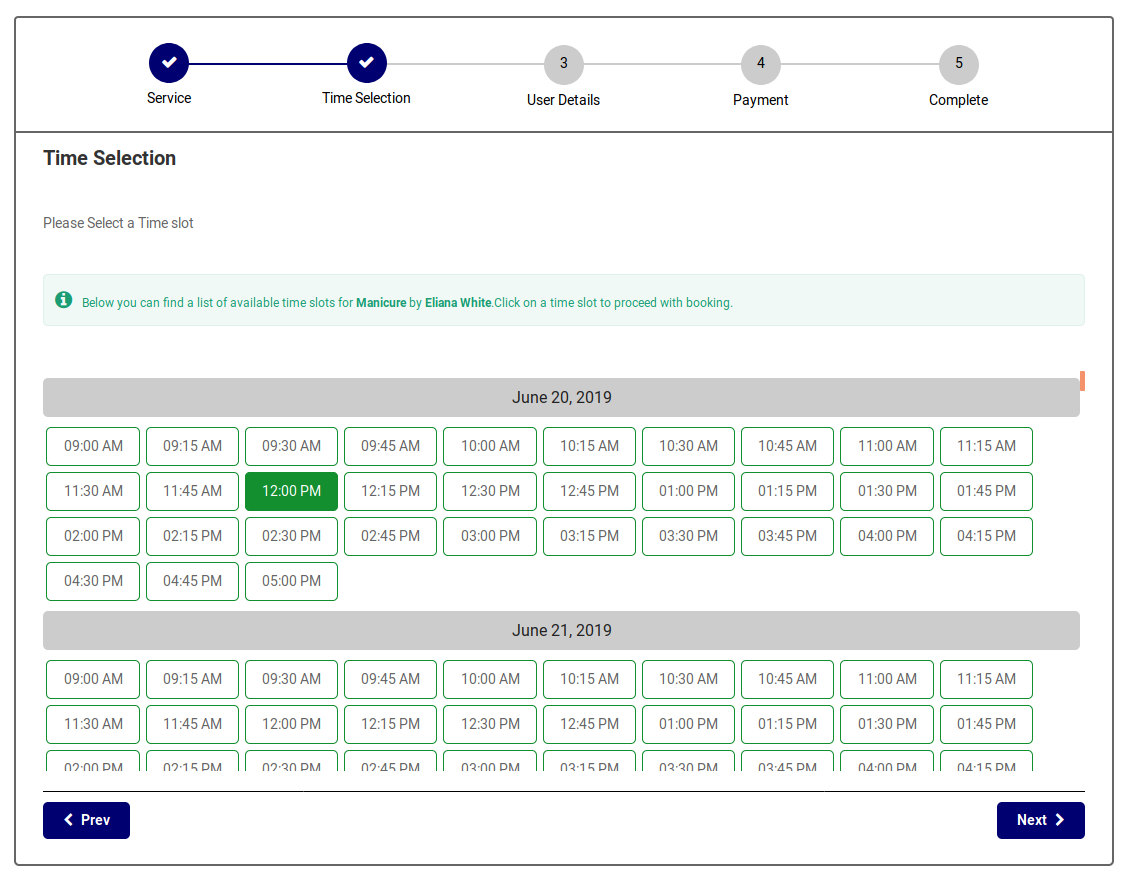 3 4 5
Service Time Selection User Details Payment Complete
Time Selection
Please Select a Time slot
Below you can find a list of available time slots for Manicure by Eliana White.Click on a time slot to proceed with booking.
June 20, 2019
09:00 AM 09:15 AM 09:30 AM 09:45 AM 10:00 AM 10:15 AM 10:30 AM 10:45 AM 11:00 AM 11:15 AM
11:30 AM 11:45 AM 12:00 PM 12:15 PM 12:30 PM 12:45 PM 01:00 PM 01:15 PM 01:30 PM 01:45 PM
02:00 PM 02:15 PM 02:30 PM 02:45 PM 03:00 PM 03:15 PM 03:30 PM 03:45 PM 04:00 PM 04:15 PM
04:30 PM 04:45 PM 05:00 PM
June 21, 2019
09:00 AM 09:15 AM 09:30 AM 09:45 AM 10:00 AM 10:15 AM 10:30 AM 10:45 AM 11:00 AM 11:15 AM
11:30 AM 11:45 AM 12:00 PM 12:15 PM 12:30 PM 12:45 PM 01:00 PM 01:15 PM 01:30 PM 01:45 PM
02:00 PM 02:15 PM 02:30 PM 02:45 PM 03:00 PM 03:15 PM 03:30 PM 03:45 PM 04:00 PM 04:15 PM
Prev Next